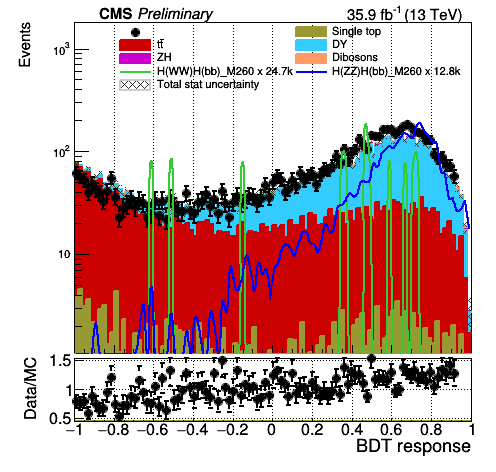 CMS Preliminary 35.9 fb⁻¹ (13 TeV)
Events
Single top
tt̄ DY
ZH Dibosons
H(WW)H(bb)_M260 x 24.7k H(ZZ)H(bb)_M260 x 12.8k
Total stat uncertainty
10³
10²
10
Data/MC
1.5
1
0.5
−1 −0.8 −0.6 −0.4 −0.2 0 0.2 0.4 0.6 0.8 1
BDT response